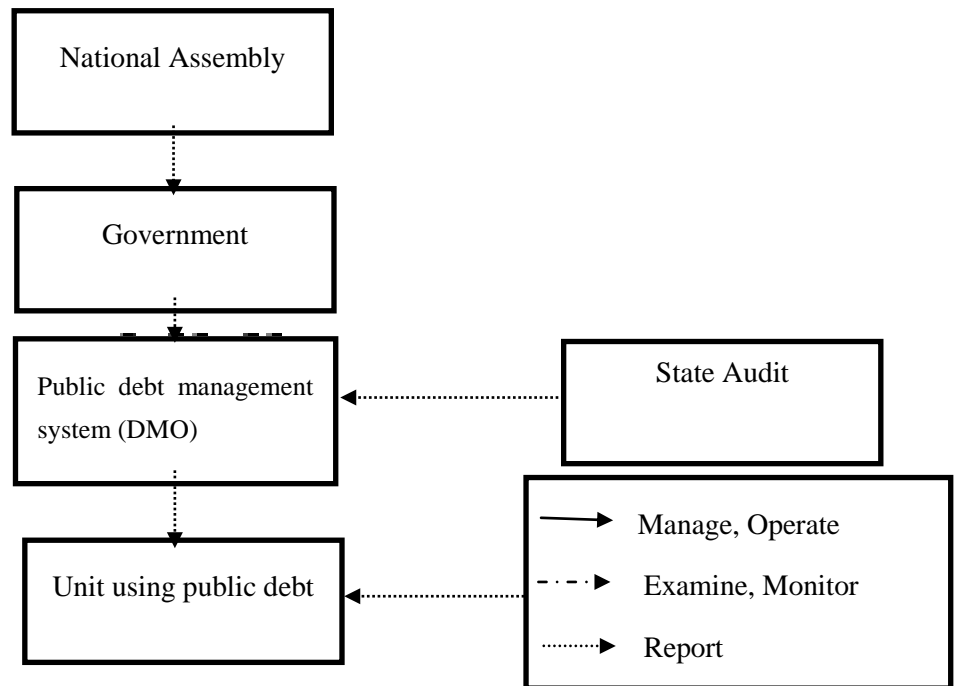 National Assembly
Government
Public debt management
system (DMO)
State Audit
Unit using public debt
Manage, Operate
Examine, Monitor
Report